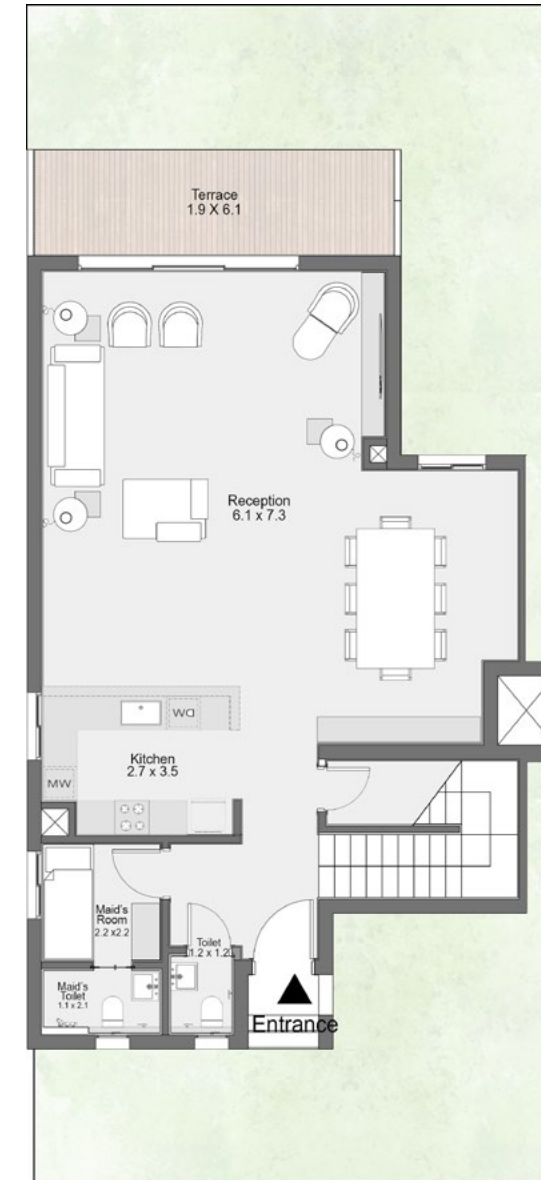 Terrace
1.9 X 6.1
Reception
6.1 x 7.3
WD
Kitchen
2.7 x 3.5
MW
Maid's
Room
2.2 x2.2
Toilet
1.2 x 1.2
Maid's
Toilet
1.1 x 2.1
Entrance